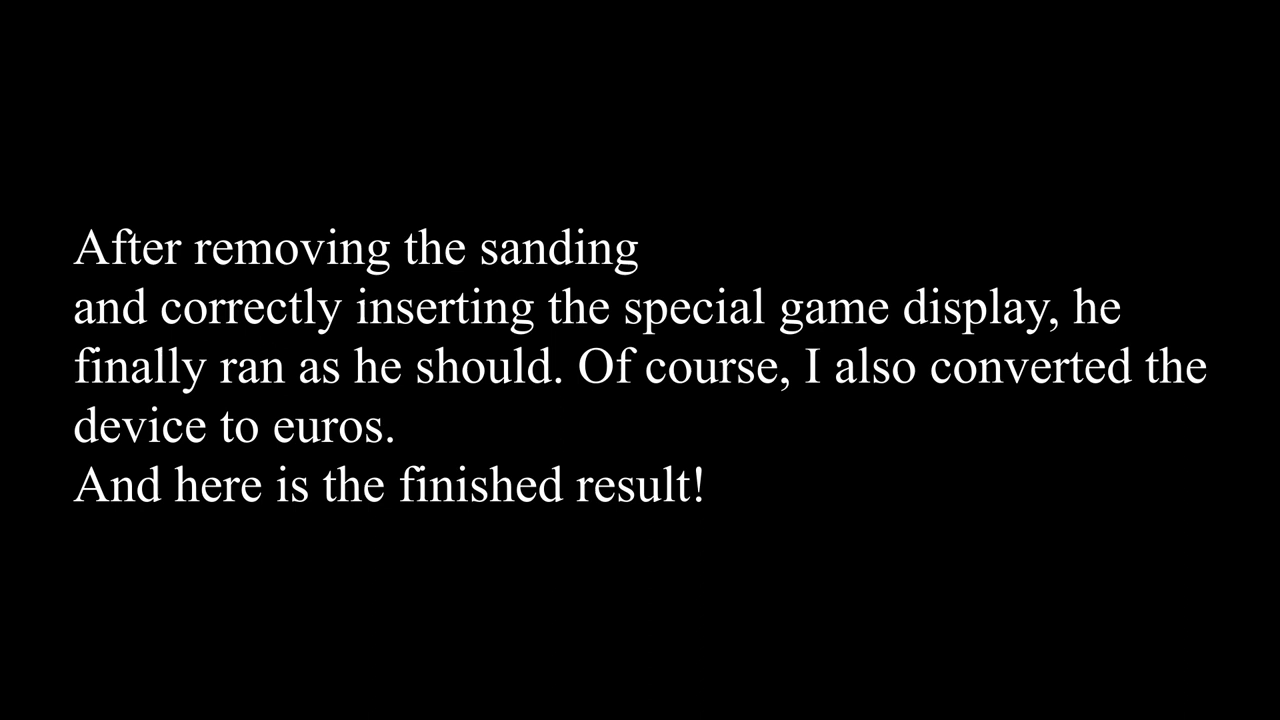 After removing the sanding
and correctly inserting the special game display, he
finally ran as he should. Of course, I also converted the
device to euros.
And here is the finished result!